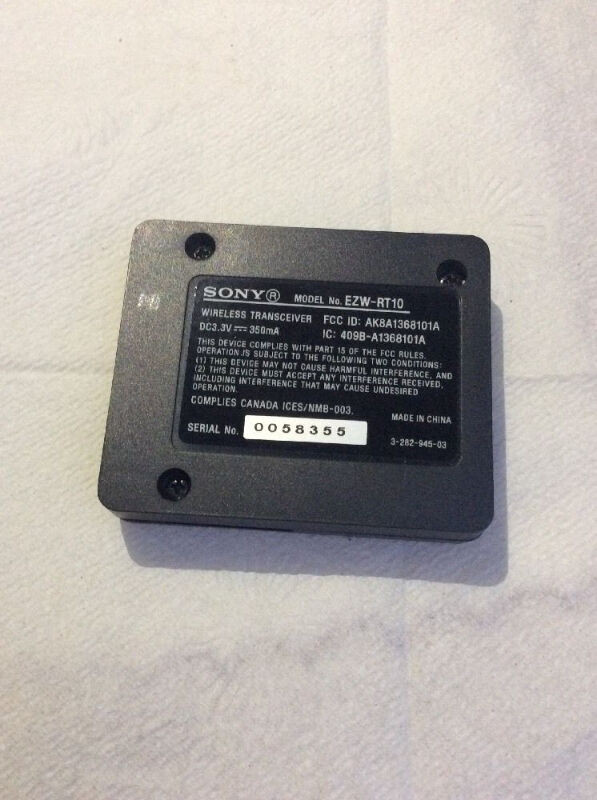 SONY® MODEL No. EZW-RT10
WIRELESS TRANSCEIVER FCC ID: AK8A1368101A
DC3.3V⎓350mA IC: 409B-A1368101A
THIS DEVICE COMPLIES WITH PART 15 OF THE FCC RULES.
OPERATION IS SUBJECT TO THE FOLLOWING TWO CONDITIONS:
(1) THIS DEVICE MAY NOT CAUSE HARMFUL INTERFERENCE, AND
(2) THIS DEVICE MUST ACCEPT ANY INTERFERENCE RECEIVED,
INCLUDING INTERFERENCE THAT MAY CAUSE UNDESIRED
OPERATION.
COMPLIES CANADA ICES/NMB-003.
MADE IN CHINA
SERIAL No. 0058355
3-282-945-03